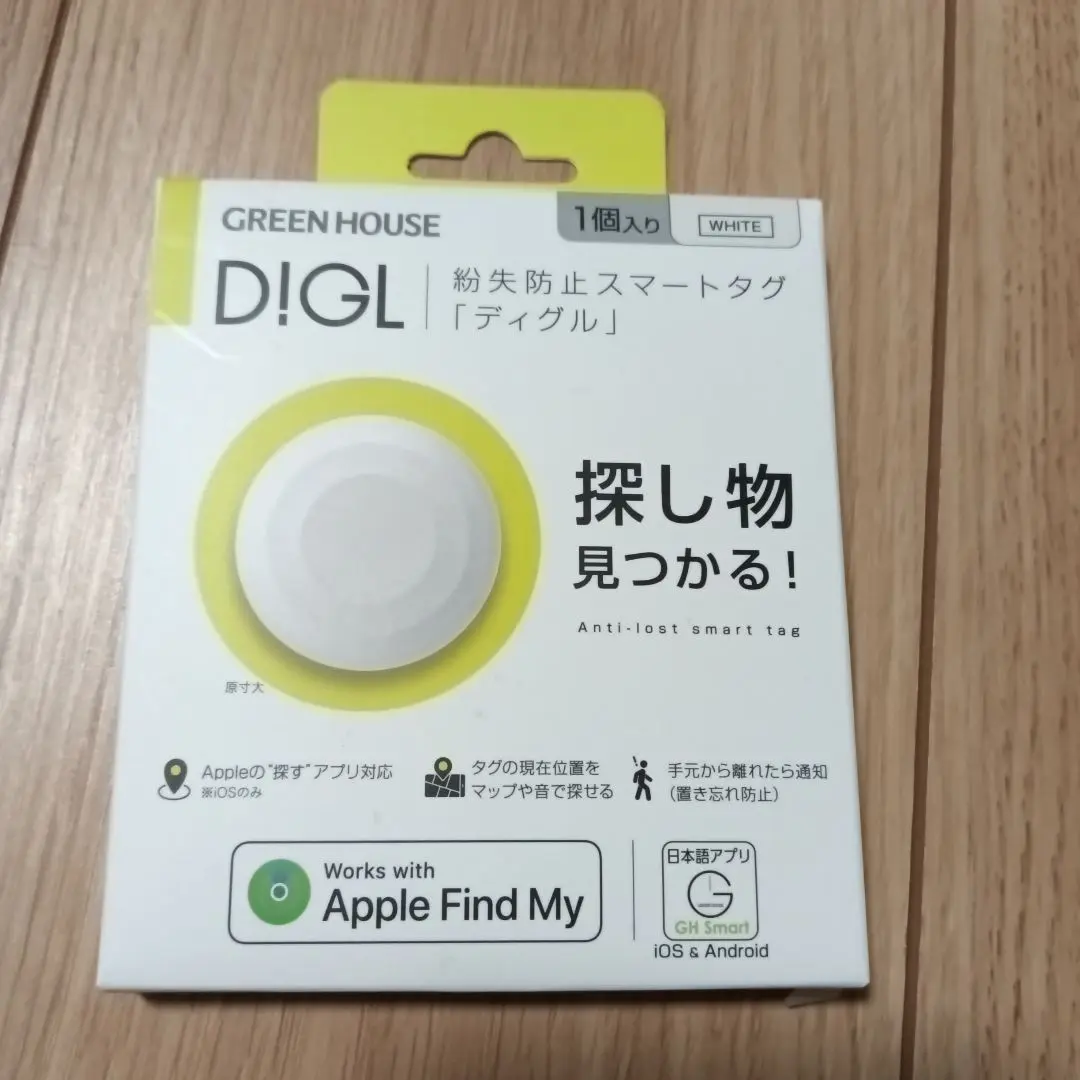 GREEN HOUSE
1個入り
WHITE
D!GL
紛失防止スマートタグ
「ディグル」
探し物
見つかる!
Anti-lost smart tag
原寸大
Appleの"探す"アプリ対応
※iOSのみ
タグの現在位置を
マップや音で探せる
手元から離れたら通知
(置き忘れ防止)
Works with
Apple Find My
日本語アプリ
GH Smart
iOS & Android